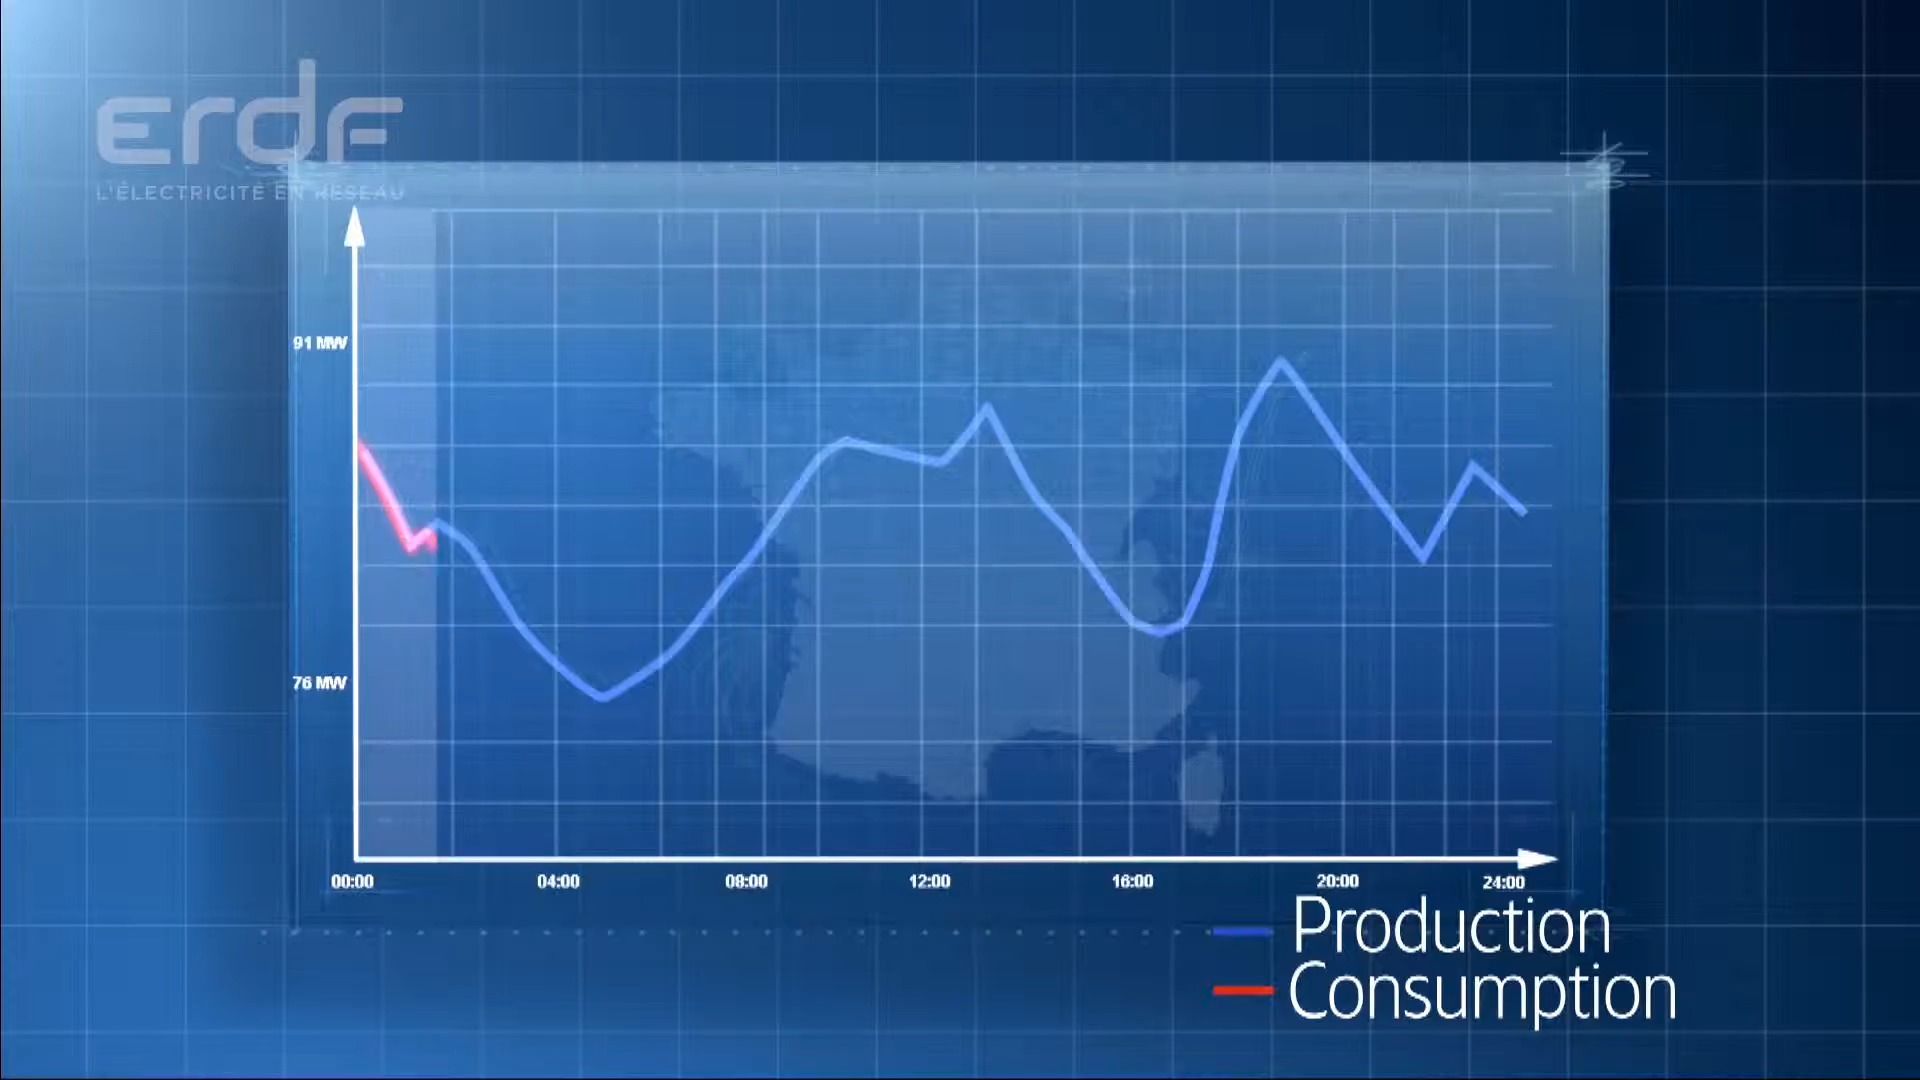 erdf
L'ÉLECTRICITÉ EN RÉSEAU
91 MW
76 MW
00:00 04:00 08:00 12:00 16:00 20:00 24:00
Production
Consumption